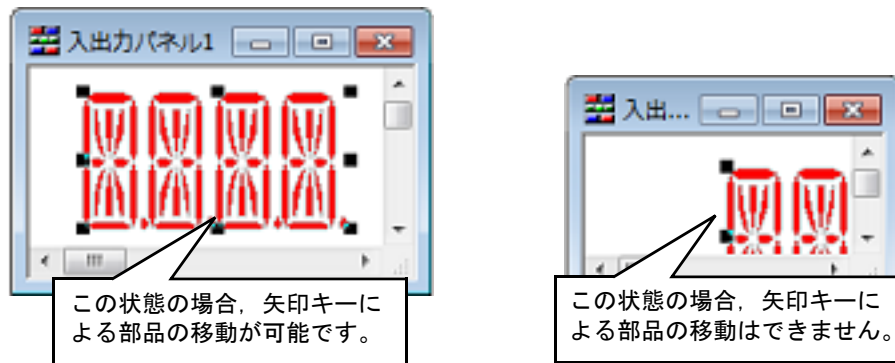 入出力パネル1
この状態の場合，矢印キーに
よる部品の移動が可能です。
入出...
この状態の場合，矢印キーに
よる部品の移動はできません。